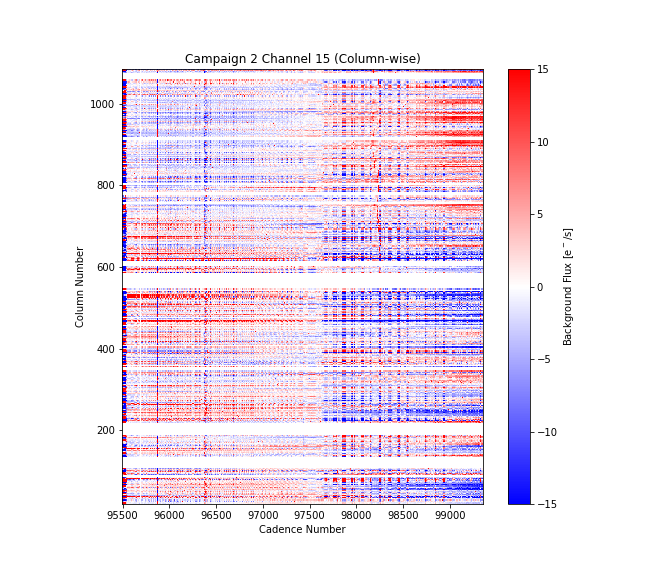 Campaign 2 Channel 15 (Column-wise)
1000
800
600
400
200
Column Number
95500 96000 96500 97000 97500 98000 98500 99000
Cadence Number
15
10
5
0
−5
−10
−15
Background Flux [e⁻/s]